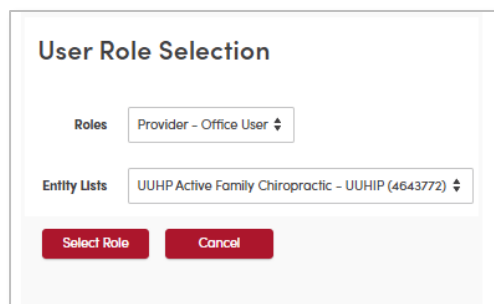 User Role Selection
Roles Provider - Office User
Entity Lists UUHP Active Family Chiropractic - UUHIP (4643772)
Select Role Cancel